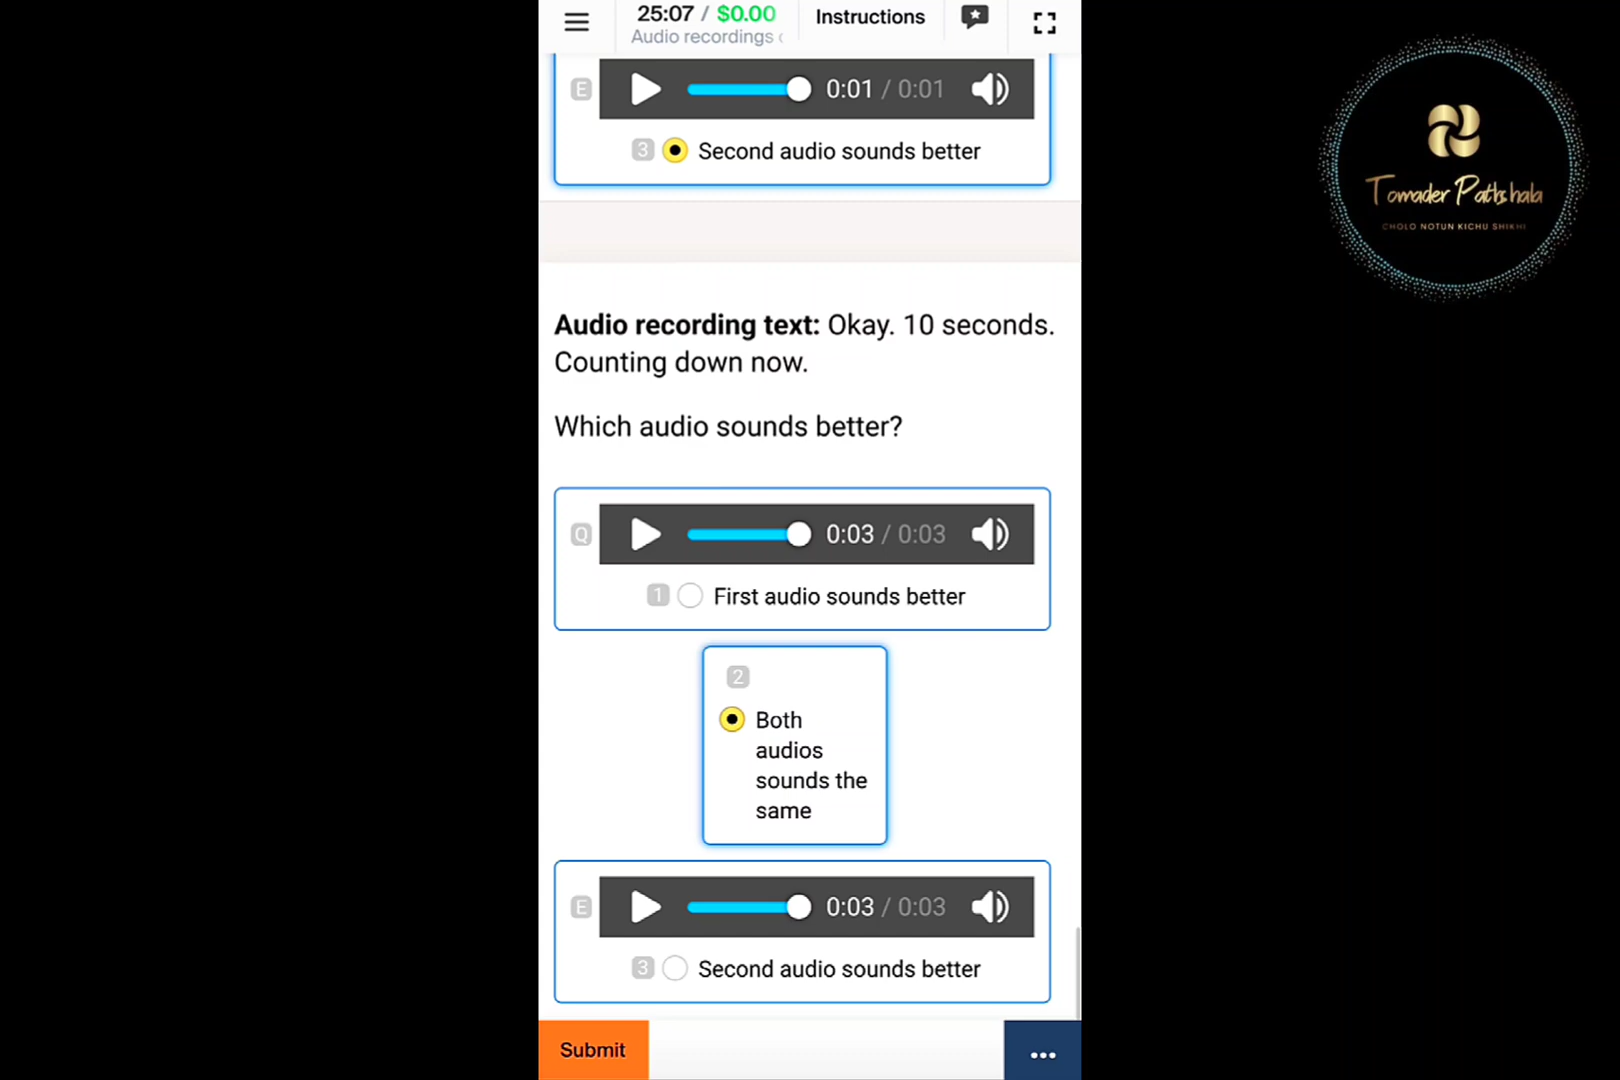 25:07 / $0.00
Instructions
Audio recordings
E
0:01 / 0:01
3 Second audio sounds better
Tomader Pathshala
CHOLO NOTUN KICHU SHIKHI
Audio recording text: Okay. 10 seconds.
Counting down now.
Which audio sounds better?
Q
0:03 / 0:03
1 First audio sounds better
2
Both
audios
sounds the
same
E
0:03 / 0:03
3 Second audio sounds better
Submit